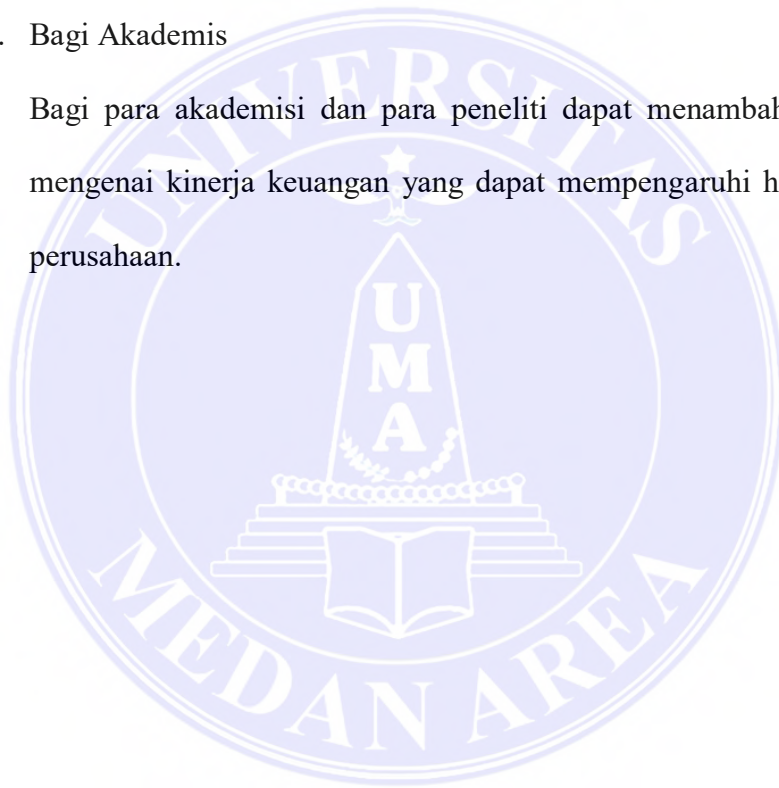 . Bagi Akademis
Bagi para akademisi dan para peneliti dapat menambah
mengenai kinerja keuangan yang dapat mempengaruhi
perusahaan.
UNIVERSITAS
UMA
MEDAN AREA